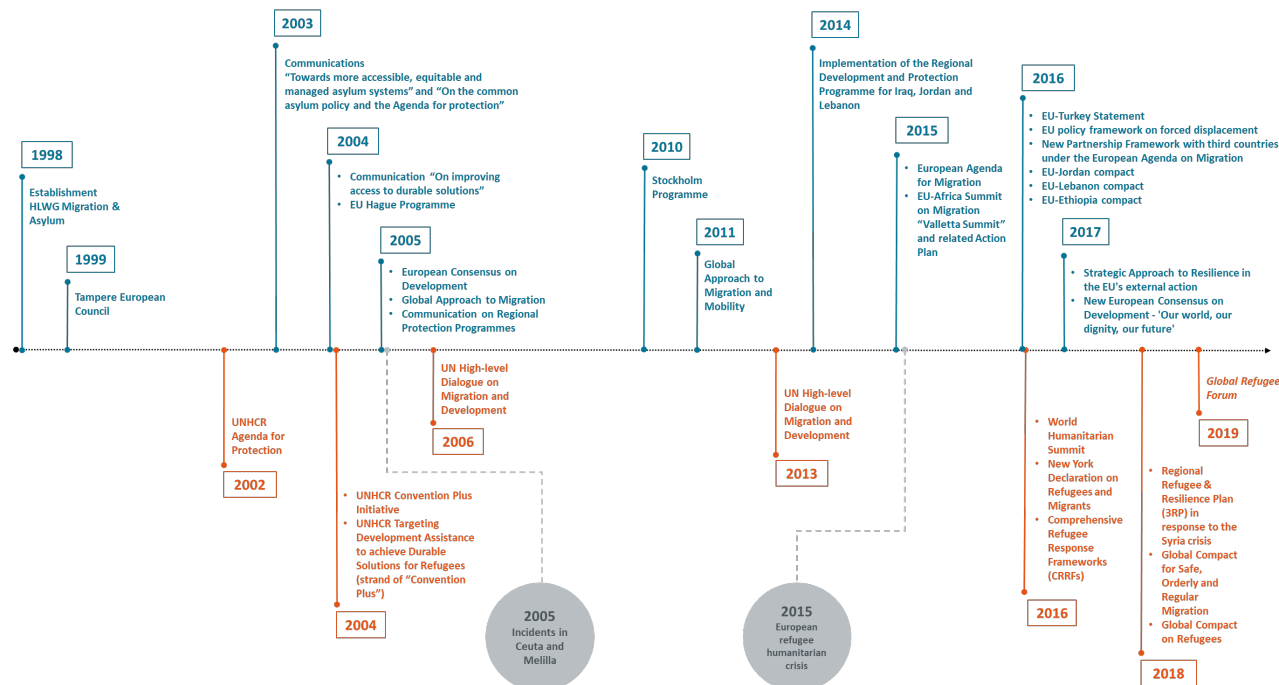 1998
Establishment
HLWG Migration &
Asylum
1999
Tampere European
Council
2003
Communications
“Towards more accessible, equitable and
managed asylum systems” and “On the common
asylum policy and the Agenda for protection”
2004
• Communication “On improving
access to durable solutions”
• EU Hague Programme
2005
• European Consensus on
Development
• Global Approach to Migration
• Communication on Regional
Protection Programmes
2010
Stockholm
Programme
2011
Global
Approach to
Migration and
Mobility
2014
Implementation of the Regional
Development and Protection
Programme for Iraq, Jordan and
Lebanon
2015
• European Agenda
for Migration
• EU-Africa Summit
on Migration
“Valletta Summit”
and related Action
Plan
2016
• EU-Turkey Statement
• EU policy framework on forced displacement
• New Partnership Framework with third countries
under the European Agenda on Migration
• EU-Jordan compact
• EU-Lebanon compact
• EU-Ethiopia compact
2017
• Strategic Approach to Resilience in
the EU's external action
• New European Consensus on
Development - 'Our world, our
dignity, our future'
UNHCR
Agenda for
Protection
2002
• UNHCR Convention Plus
Initiative
• UNHCR Targeting
Development Assistance
to achieve Durable
Solutions for Refugees
(strand of “Convention
Plus”)
2004
UN High-level
Dialogue on
Migration and
Development
2006
2005
Incidents in
Ceuta and
Melilla
UN High-level
Dialogue on
Migration and
Development
2013
2015
European
refugee
humanitarian
crisis
• World
Humanitarian
Summit
• New York
Declaration on
Refugees and
Migrants
• Comprehensive
Refugee
Response
Frameworks
(CRRFs)
2016
• Regional
Refugee &
Resilience Plan
(3RP) in
response to the
Syria crisis
• Global Compact
for Safe,
Orderly and
Regular
Migration
• Global Compact
on Refugees
2018
Global Refugee
Forum
2019